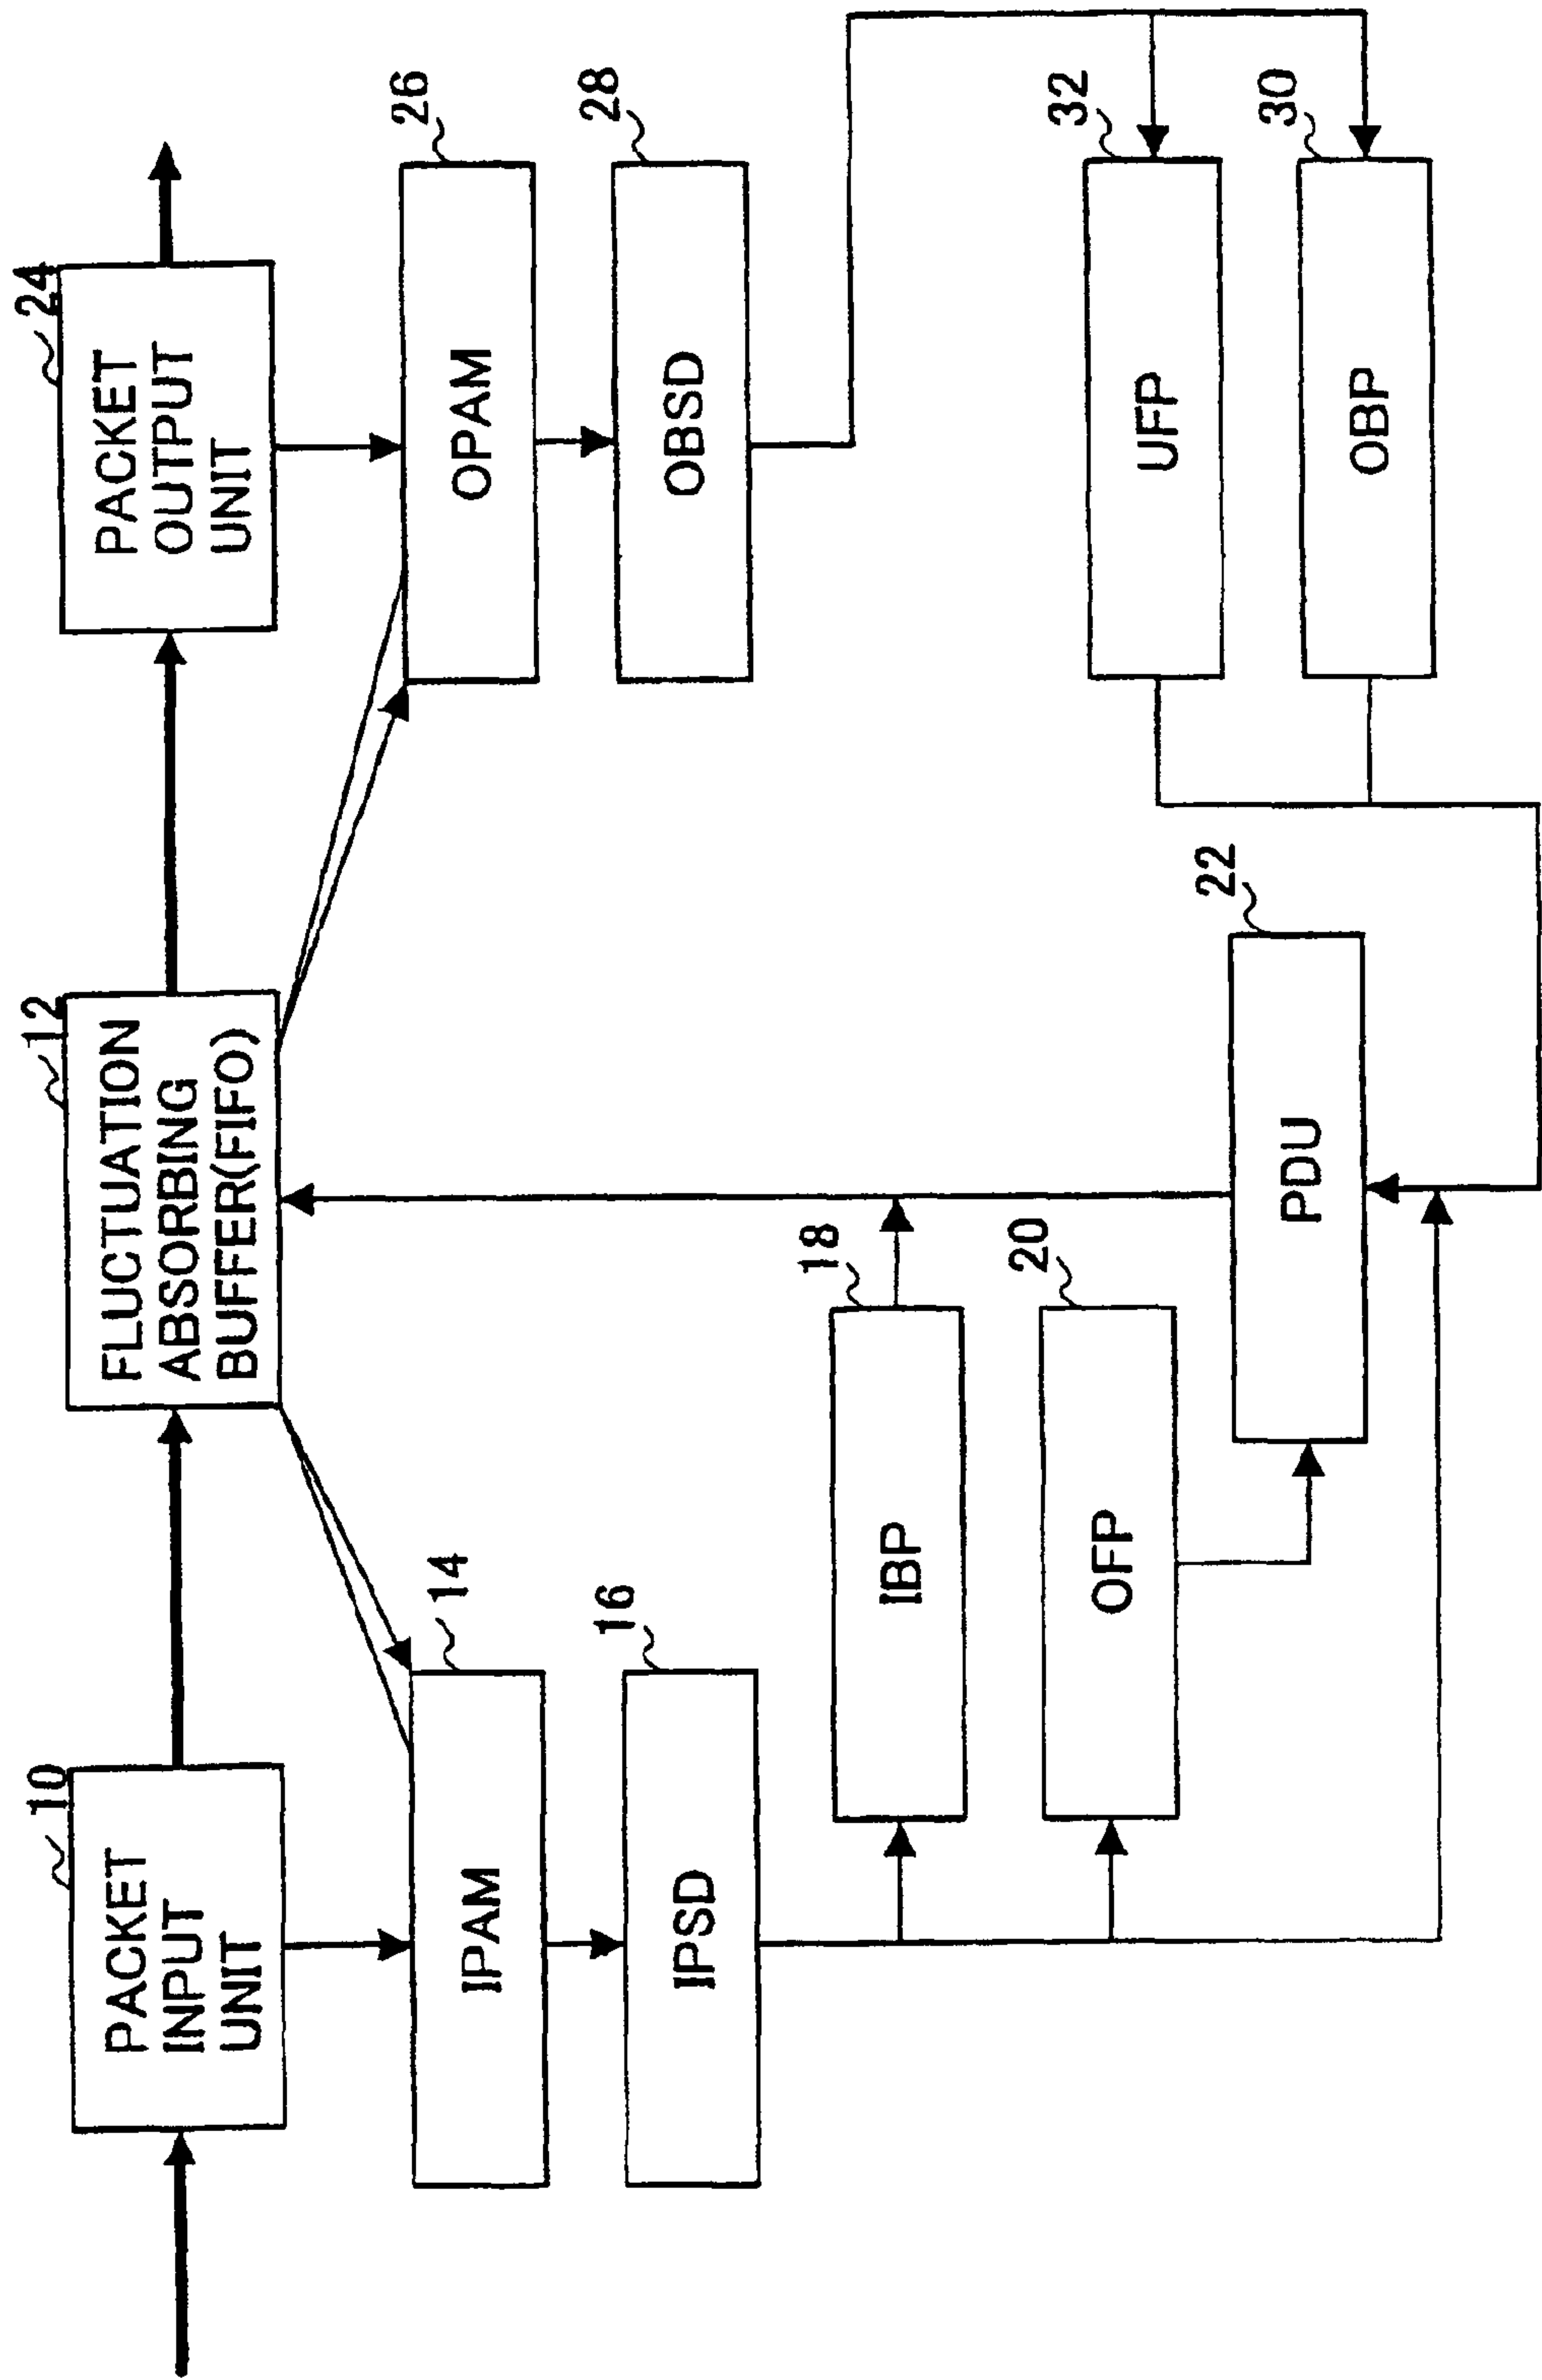 10
PACKET
INPUT
UNIT
12
FLUCTUATION
ABSORBING
BUFFER(FIFO)
24
PACKET
OUTPUT
UNIT
14
IPAM
26
OPAM
16
IPSD
28
OBSD
18
IBP
20
OFP
22
PDU
32
UFP
30
OBP